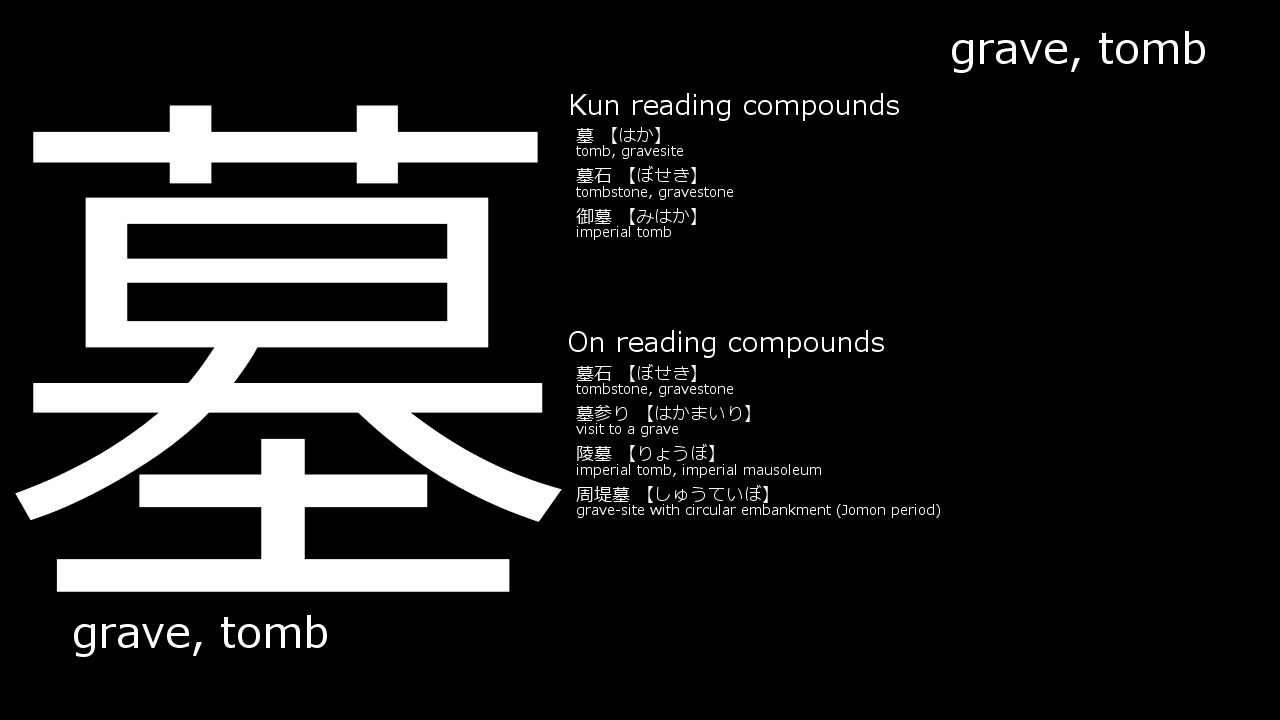 grave, tomb
墓
grave, tomb
Kun reading compounds
墓 【はか】
tomb, gravesite
墓石 【ぼせき】
tombstone, gravestone
御墓 【みはか】
imperial tomb
On reading compounds
墓石 【ぼせき】
tombstone, gravestone
墓参り 【はかまいり】
visit to a grave
陵墓 【りょうぼ】
imperial tomb, imperial mausoleum
周堤墓 【しゅうていぼ】
grave-site with circular embankment (Jomon period)